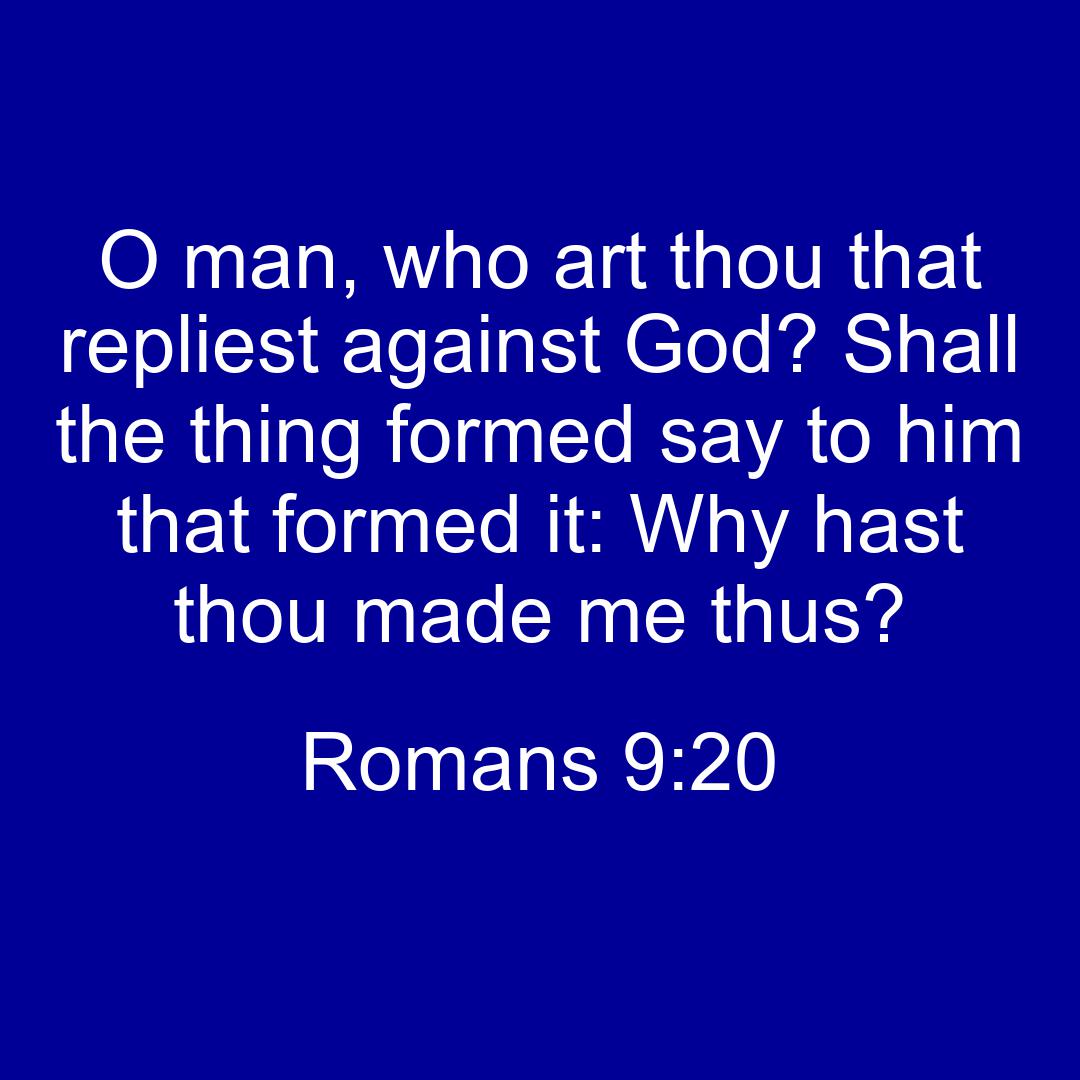 O man, who art thou that
repliest against God? Shall
the thing formed say to him
that formed it: Why hast
thou made me thus?
Romans 9:20